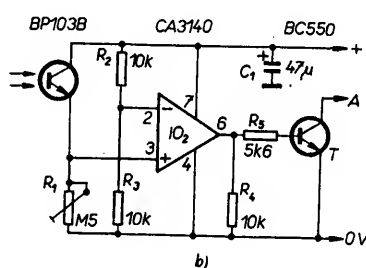 BP103B CA3140 BC550
R2 10k
C1 + 47µ
+
7
2 -
6
A
IO2
R5
5k6
3 +
4
T
R1
M5
R3
10k
R4
10k
0V
b)